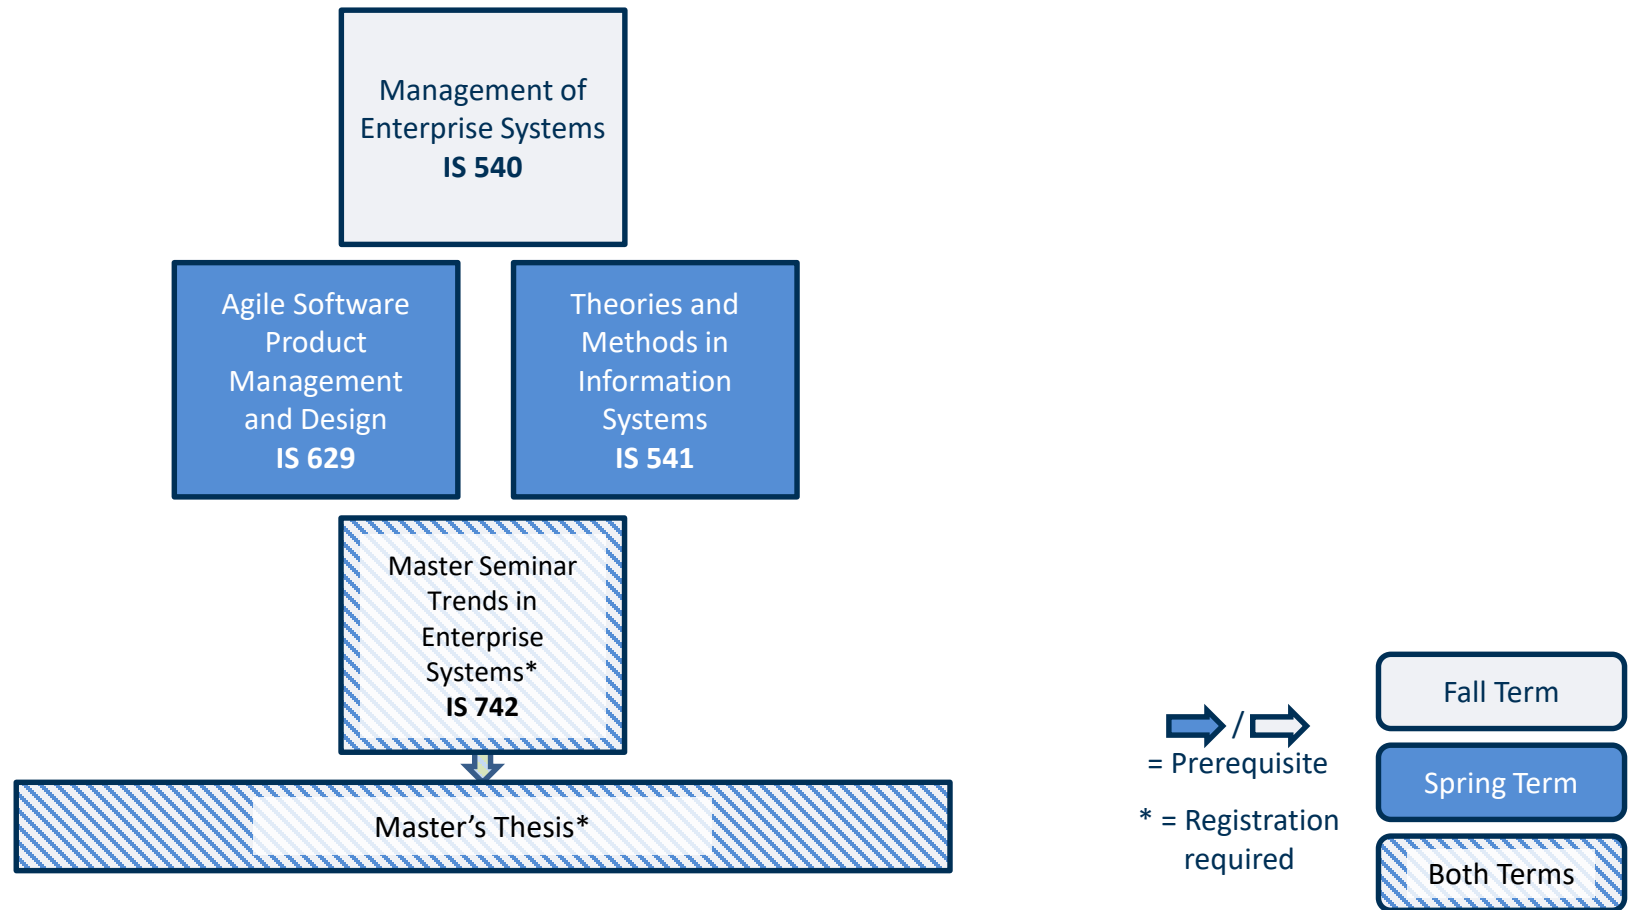 Management of
Enterprise Systems
IS 540
Agile Software
Product
Management
and Design
IS 629
Theories and
Methods in
Information
Systems
IS 541
Master Seminar
Trends in
Enterprise
Systems*
IS 742
Master’s Thesis*
/
= Prerequisite
* = Registration
required
Fall Term
Spring Term
Both Terms